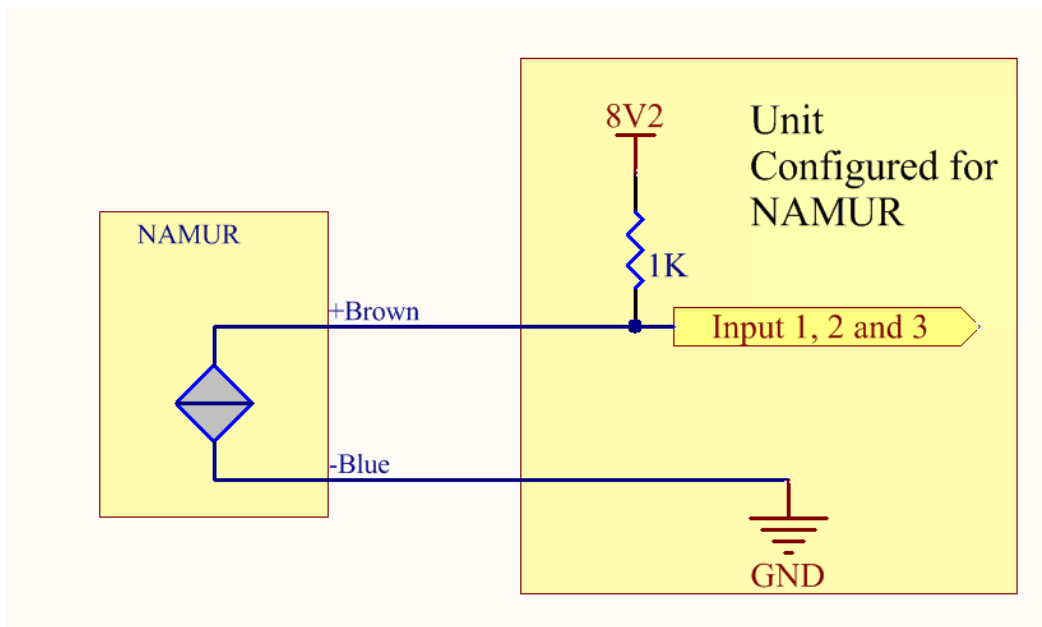 8V2
Unit
Configured for
NAMUR
NAMUR
1K
+Brown
Input 1, 2 and 3
-Blue
GND